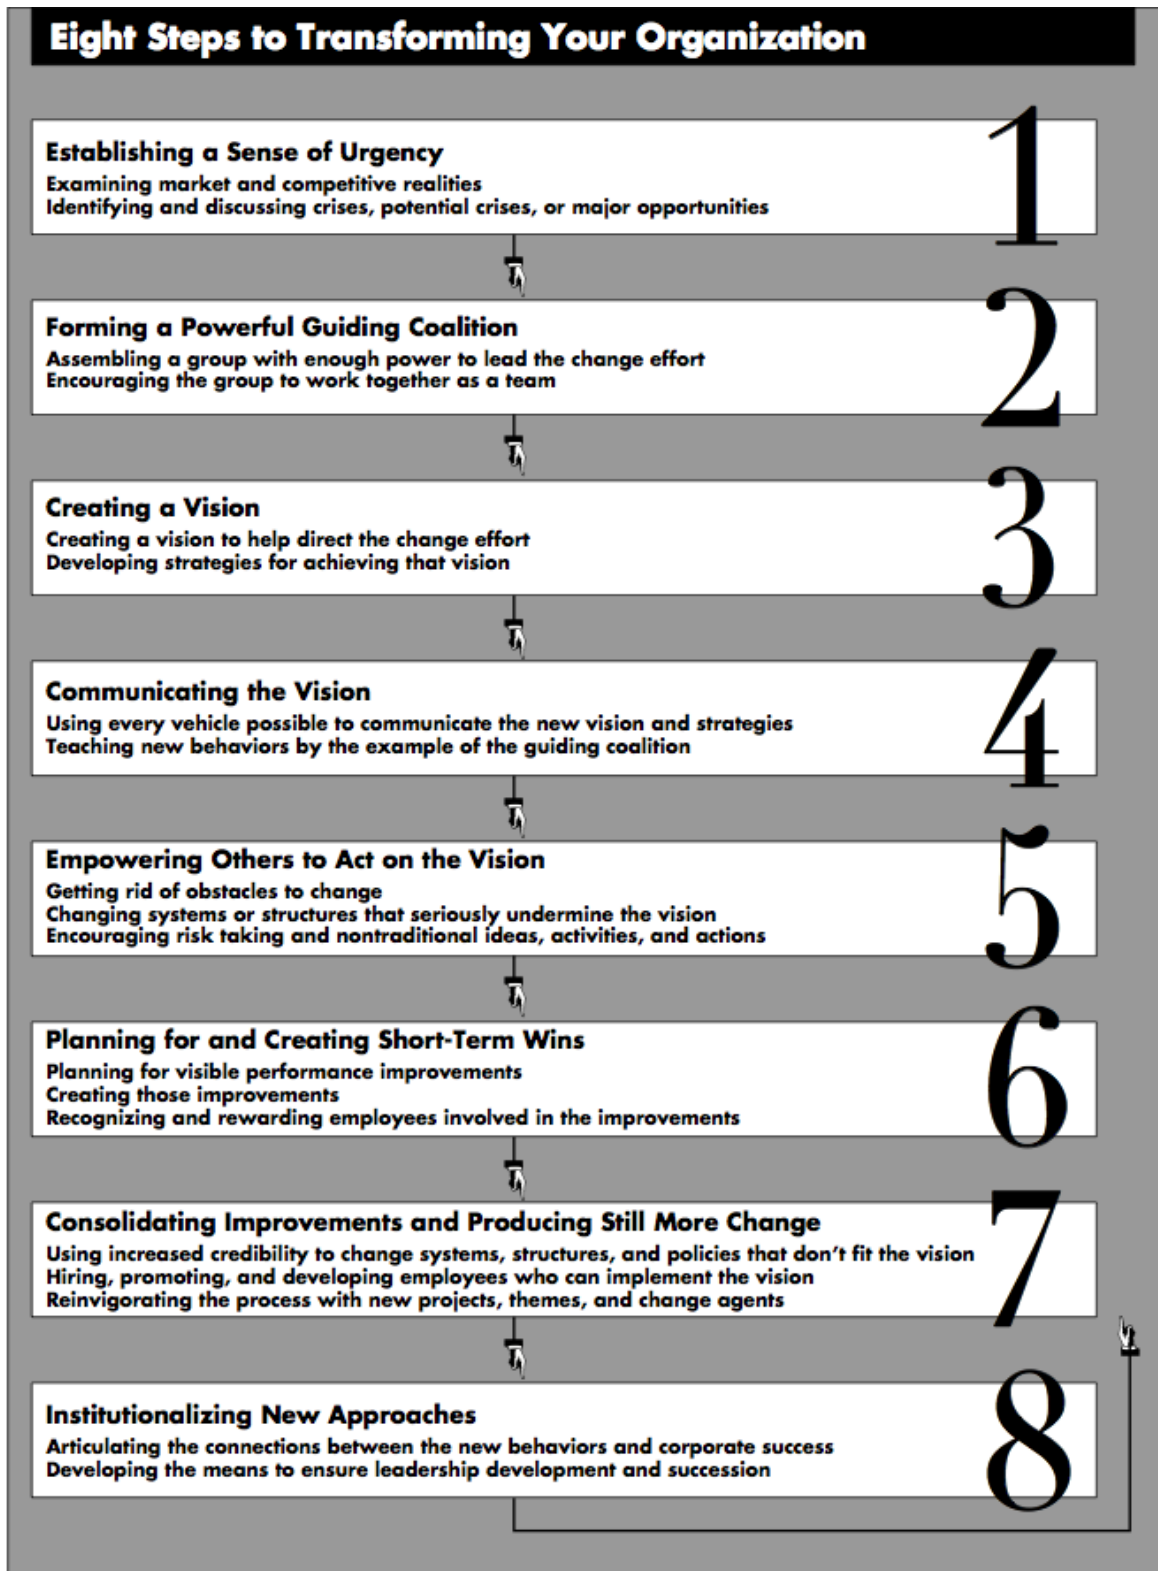 Eight Steps to Transforming Your Organization
1
Establishing a Sense of Urgency
Examining market and competitive realities
Identifying and discussing crises, potential crises, or major opportunities
2
Forming a Powerful Guiding Coalition
Assembling a group with enough power to lead the change effort
Encouraging the group to work together as a team
3
Creating a Vision
Creating a vision to help direct the change effort
Developing strategies for achieving that vision
4
Communicating the Vision
Using every vehicle possible to communicate the new vision and strategies
Teaching new behaviors by the example of the guiding coalition
5
Empowering Others to Act on the Vision
Getting rid of obstacles to change
Changing systems or structures that seriously undermine the vision
Encouraging risk taking and nontraditional ideas, activities, and actions
6
Planning for and Creating Short-Term Wins
Planning for visible performance improvements
Creating those improvements
Recognizing and rewarding employees involved in the improvements
7
Consolidating Improvements and Producing Still More Change
Using increased credibility to change systems, structures, and policies that don't fit the vision
Hiring, promoting, and developing employees who can implement the vision
Reinvigorating the process with new projects, themes, and change agents
8
Institutionalizing New Approaches
Articulating the connections between the new behaviors and corporate success
Developing the means to ensure leadership development and succession